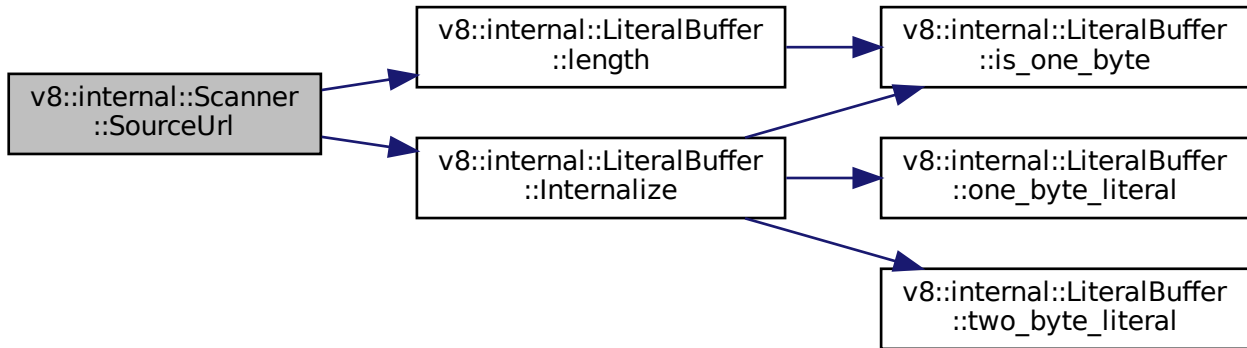 v8::internal::Scanner
::SourceUrl
v8::internal::LiteralBuffer
::length
v8::internal::LiteralBuffer
::Internalize
v8::internal::LiteralBuffer
::is_one_byte
v8::internal::LiteralBuffer
::one_byte_literal
v8::internal::LiteralBuffer
::two_byte_literal